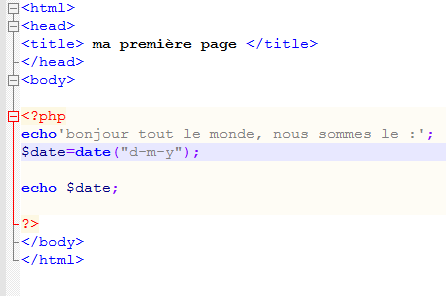 <html>
<head>
<title> ma première page </title>
</head>
<body>
<?php
echo'bonjour tout le monde, nous sommes le :';
$date=date("d-m-y");
echo $date;
?>
</body>
</html>